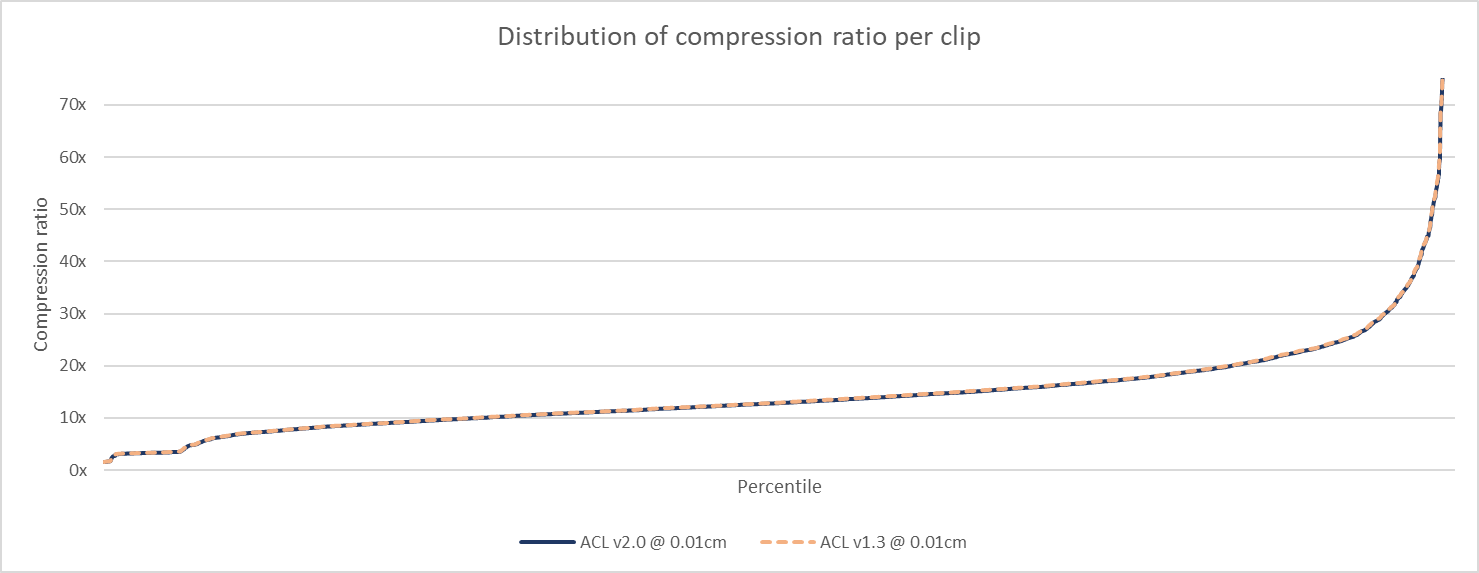 Distribution of compression ratio per clip
70x
60x
50x
40x
30x
20x
10x
0x
Compression ratio
Percentile
ACL v2.0 @ 0.01cm
ACL v1.3 @ 0.01cm